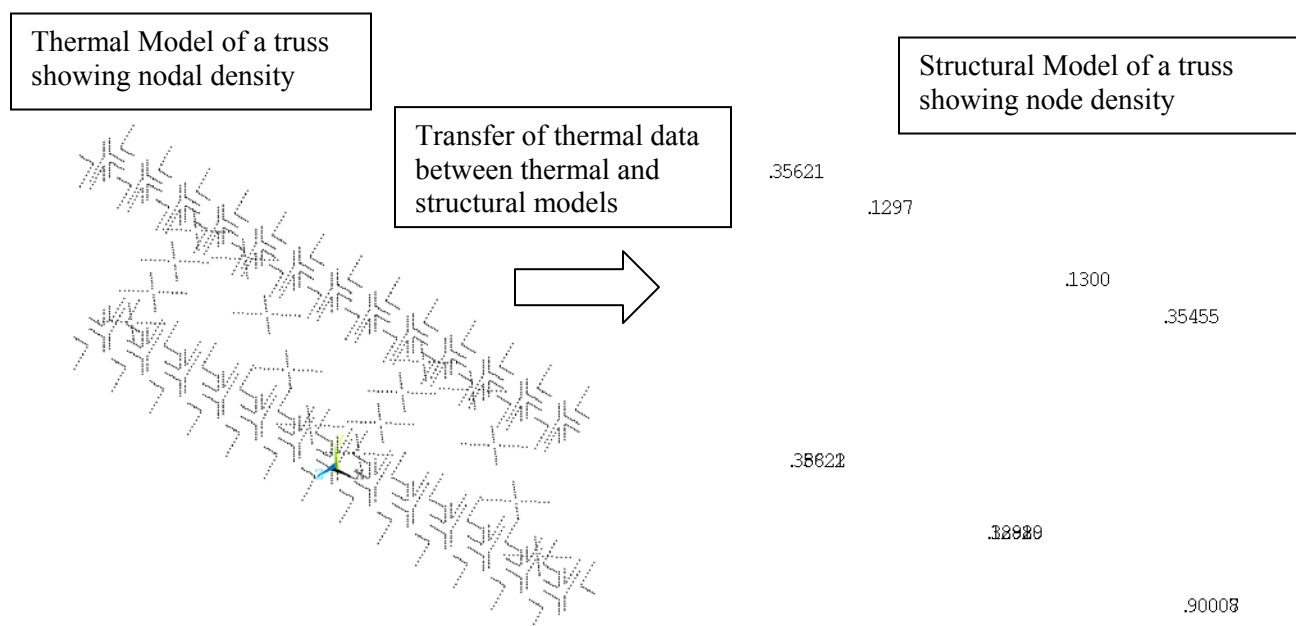 Thermal Model of a truss
showing nodal density
Transfer of thermal data
between thermal and
structural models
Structural Model of a truss
showing node density
.35621
.1297
.1300
.35455